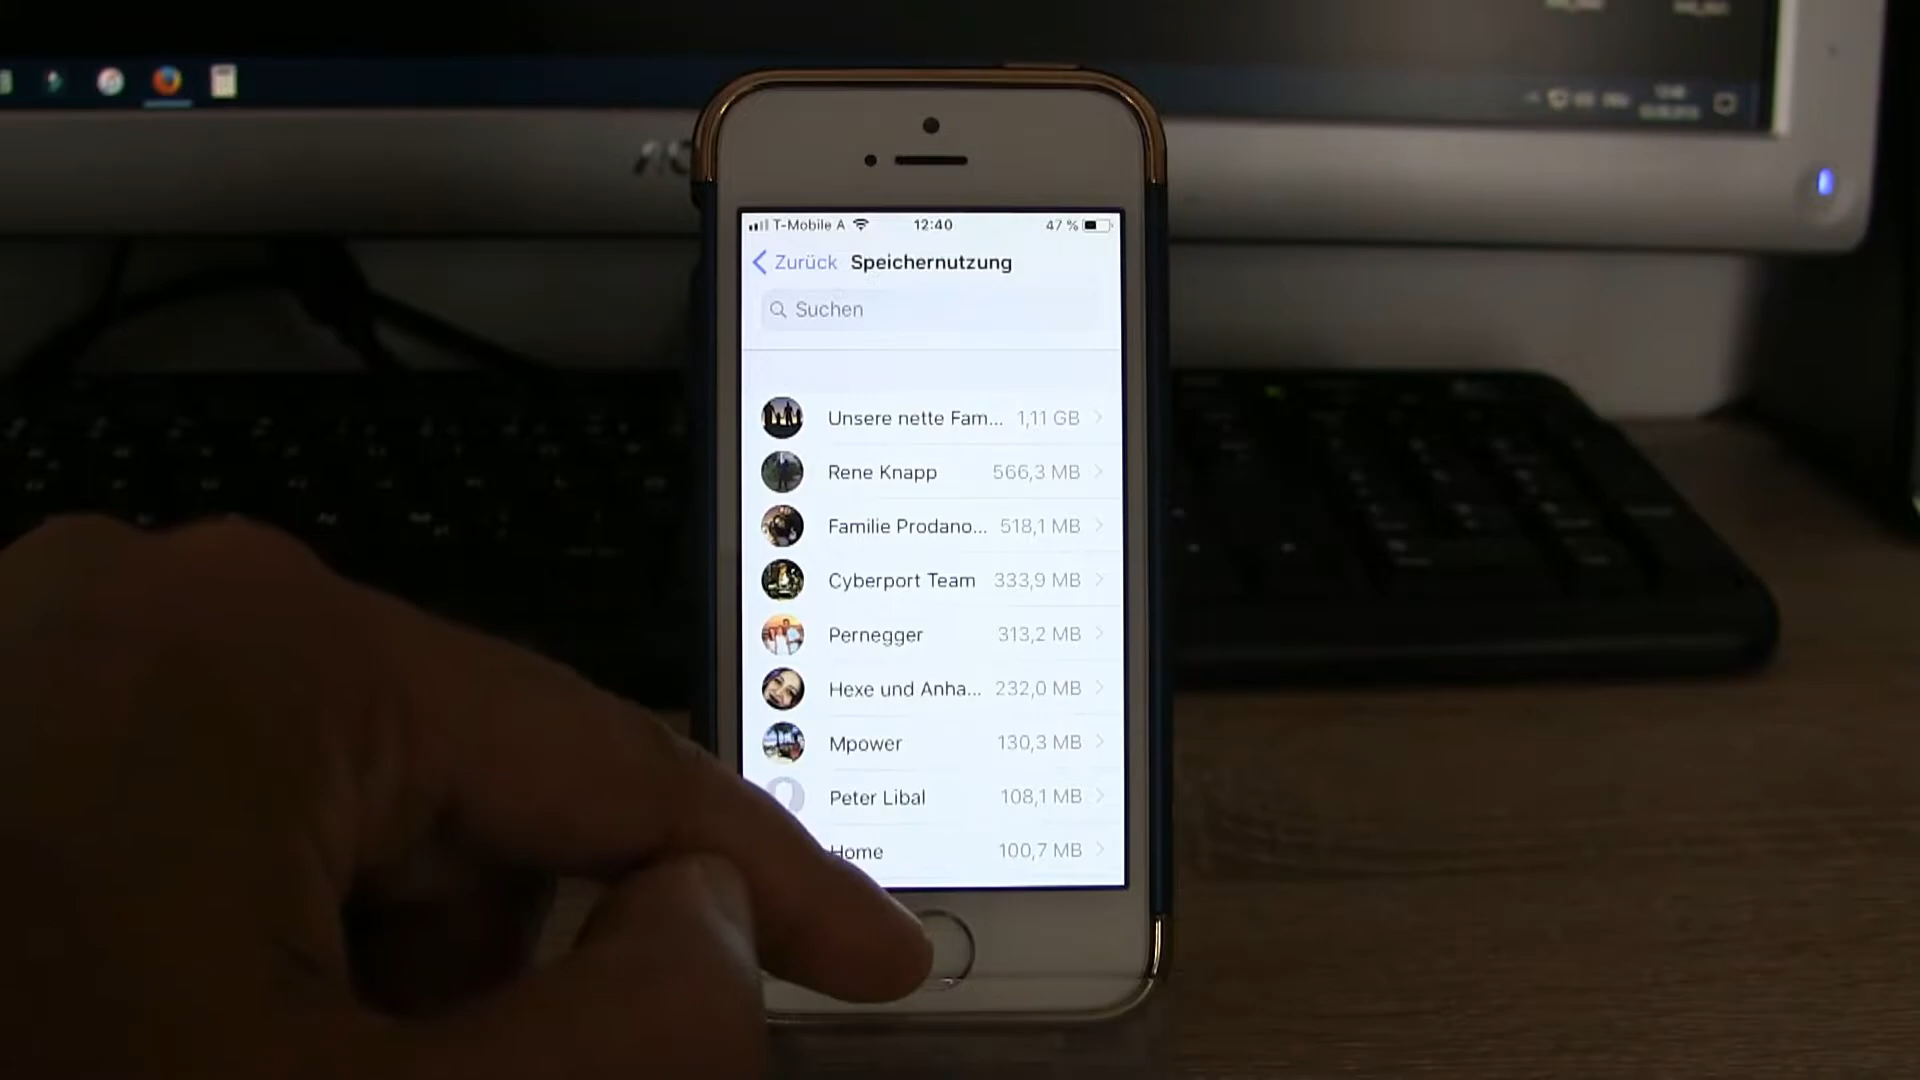 T-Mobile A 12:40 47 %
Zurück Speichernutzung
Suchen
Unsere nette Fam... 1,11 GB
Rene Knapp 566,3 MB
Familie Prodano... 518,1 MB
Cyberport Team 333,9 MB
Pernegger 313,2 MB
Hexe und Anha... 232,0 MB
Mpower 130,3 MB
Peter Libal 108,1 MB
Home 100,7 MB